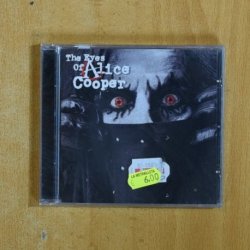 The Eyes
Of Alice
Cooper
6.00